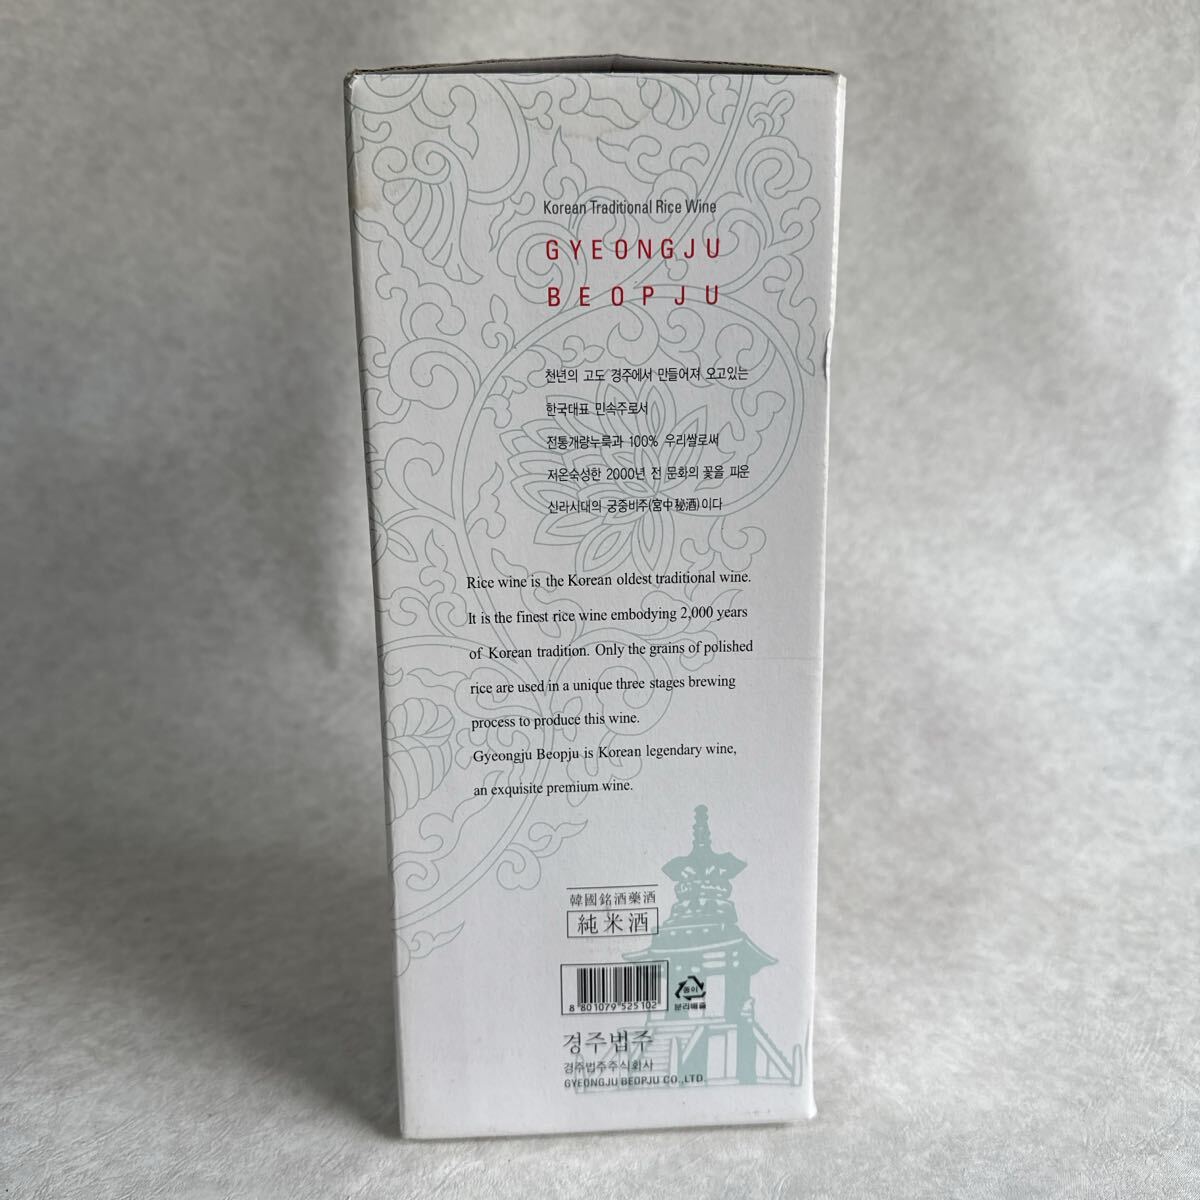 Korean Traditional Rice Wine
GYEONGJU
BEOPJU
천년의 고도 경주에서 만들어져 오고있는
한국대표 민속주로서
전통개량누룩과 100% 우리쌀로써
저온숙성한 2000년 전 문화의 꽃을 피운
신라시대의 궁중비주(宮中秘酒)이다
Rice wine is the Korean oldest traditional wine.
It is the finest rice wine embodying 2,000 years
of Korean tradition. Only the grains of polished
rice are used in a unique three stages brewing
process to produce this wine.
Gyeongju Beopju is Korean legendary wine,
an exquisite premium wine.
韓國銘酒藥酒
純米酒
8 801079 525102
종이
분리배출
경주법주
경주법주주식회사
GYEONGJU BEOPJU CO.,LTD